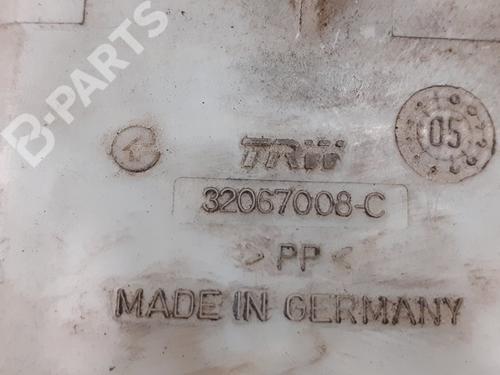 B-PARTS
TRW
05
32067008-C
> PP <
MADE IN GERMANY